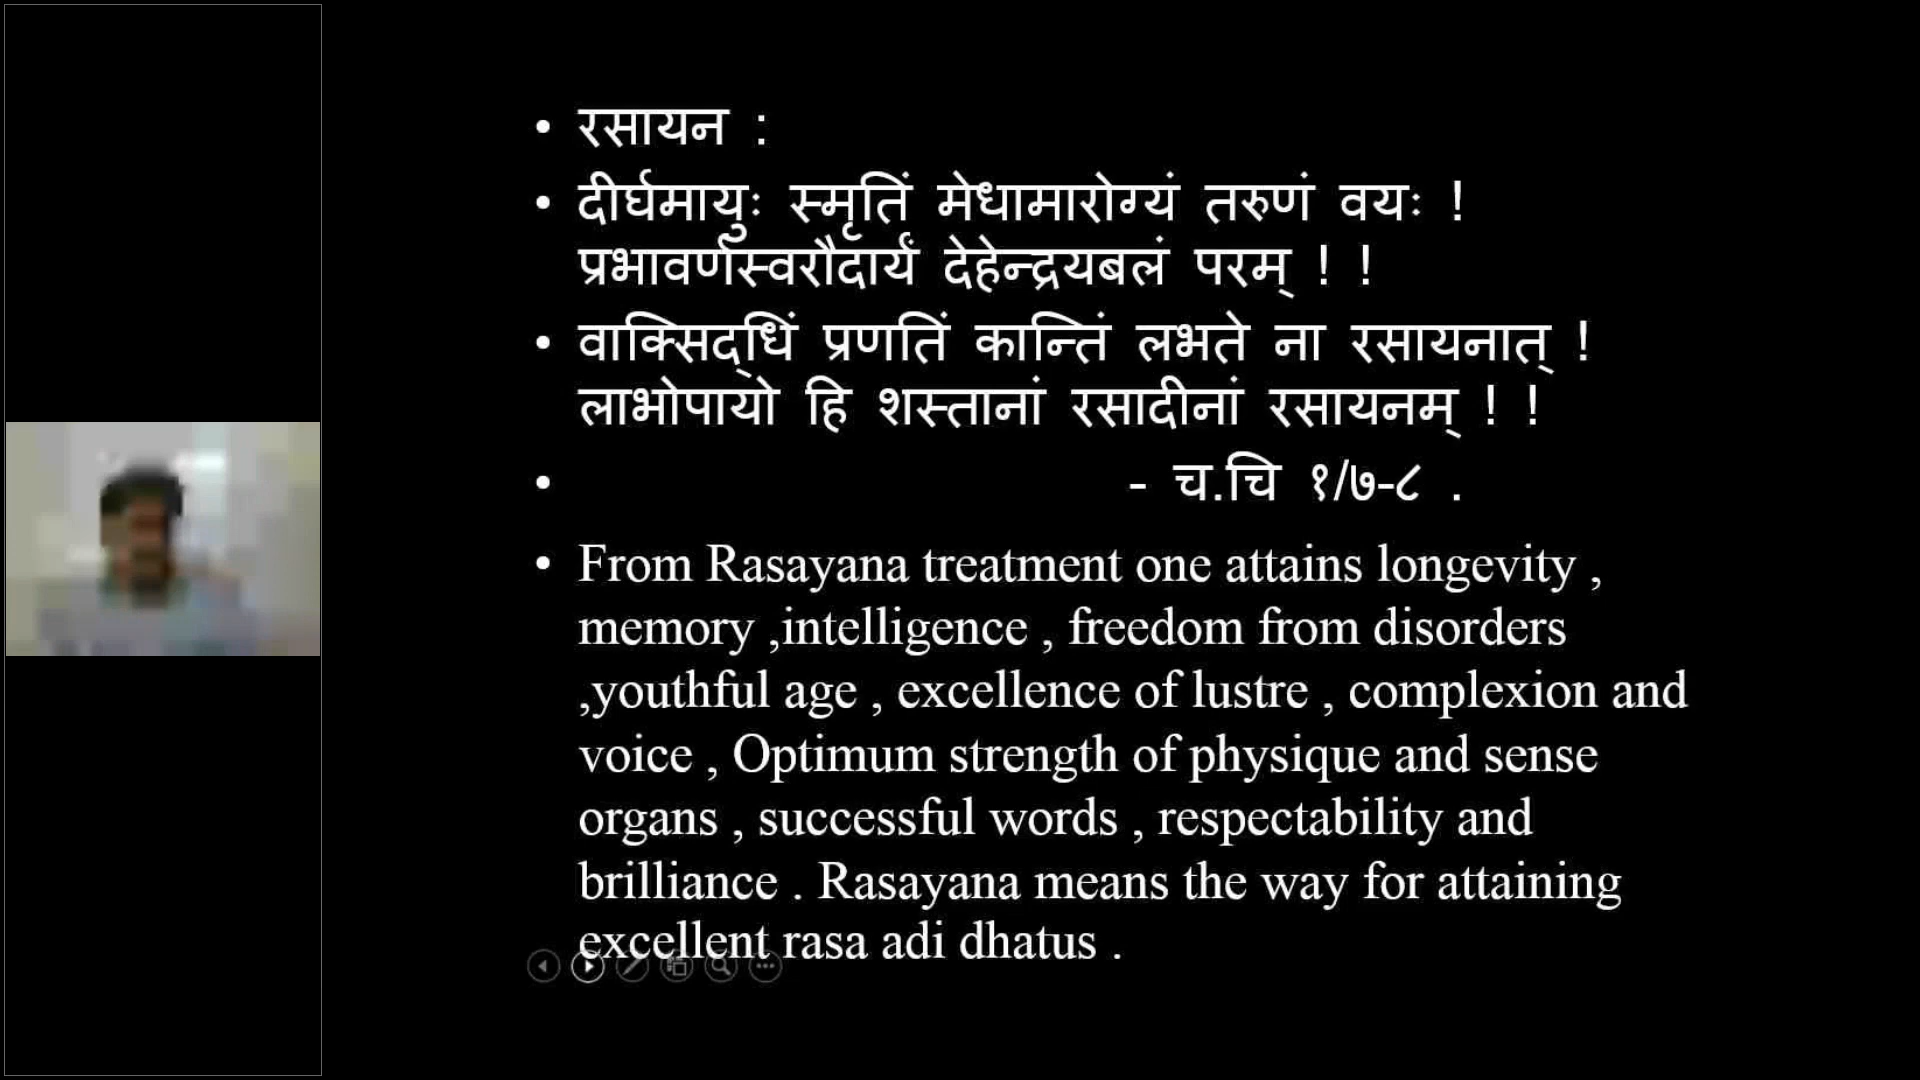 • रसायन :
• दीर्घमायुः स्मृतिं मेधामारोग्यं तरुणं वयः !
प्रभावर्णस्वरौदार्यं देहेन्द्रयबलं परम् ! !
• वाक्सिद्धिं प्रणतिं कान्तिं लभते ना रसायनात् !
लाभोपायो हि शस्तानां रसादीनां रसायनम् ! !
• - च.चि १/७-८ .
• From Rasayana treatment one attains longevity ,
memory ,intelligence , freedom from disorders
,youthful age , excellence of lustre , complexion and
voice , Optimum strength of physique and sense
organs , successful words , respectability and
brilliance . Rasayana means the way for attaining
excellent rasa adi dhatus .